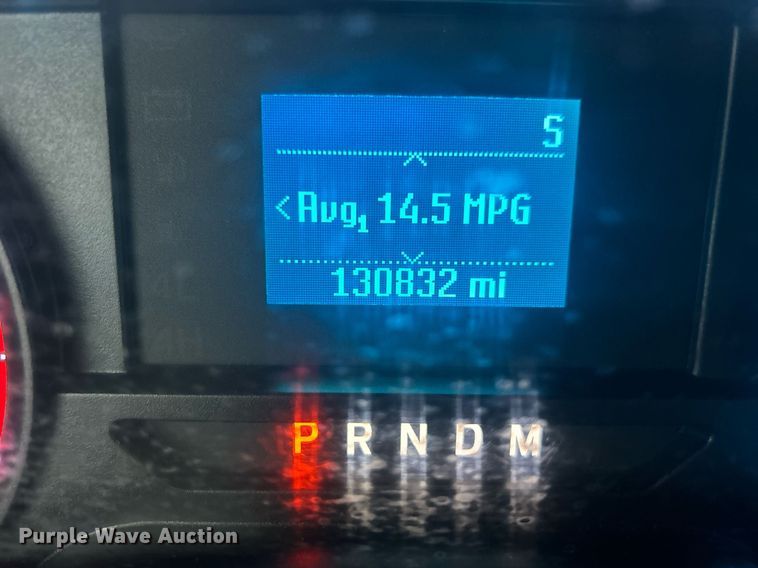 S
<Avg1 14.5 MPG
130832 mi
P R N D M
Purple Wave Auction®